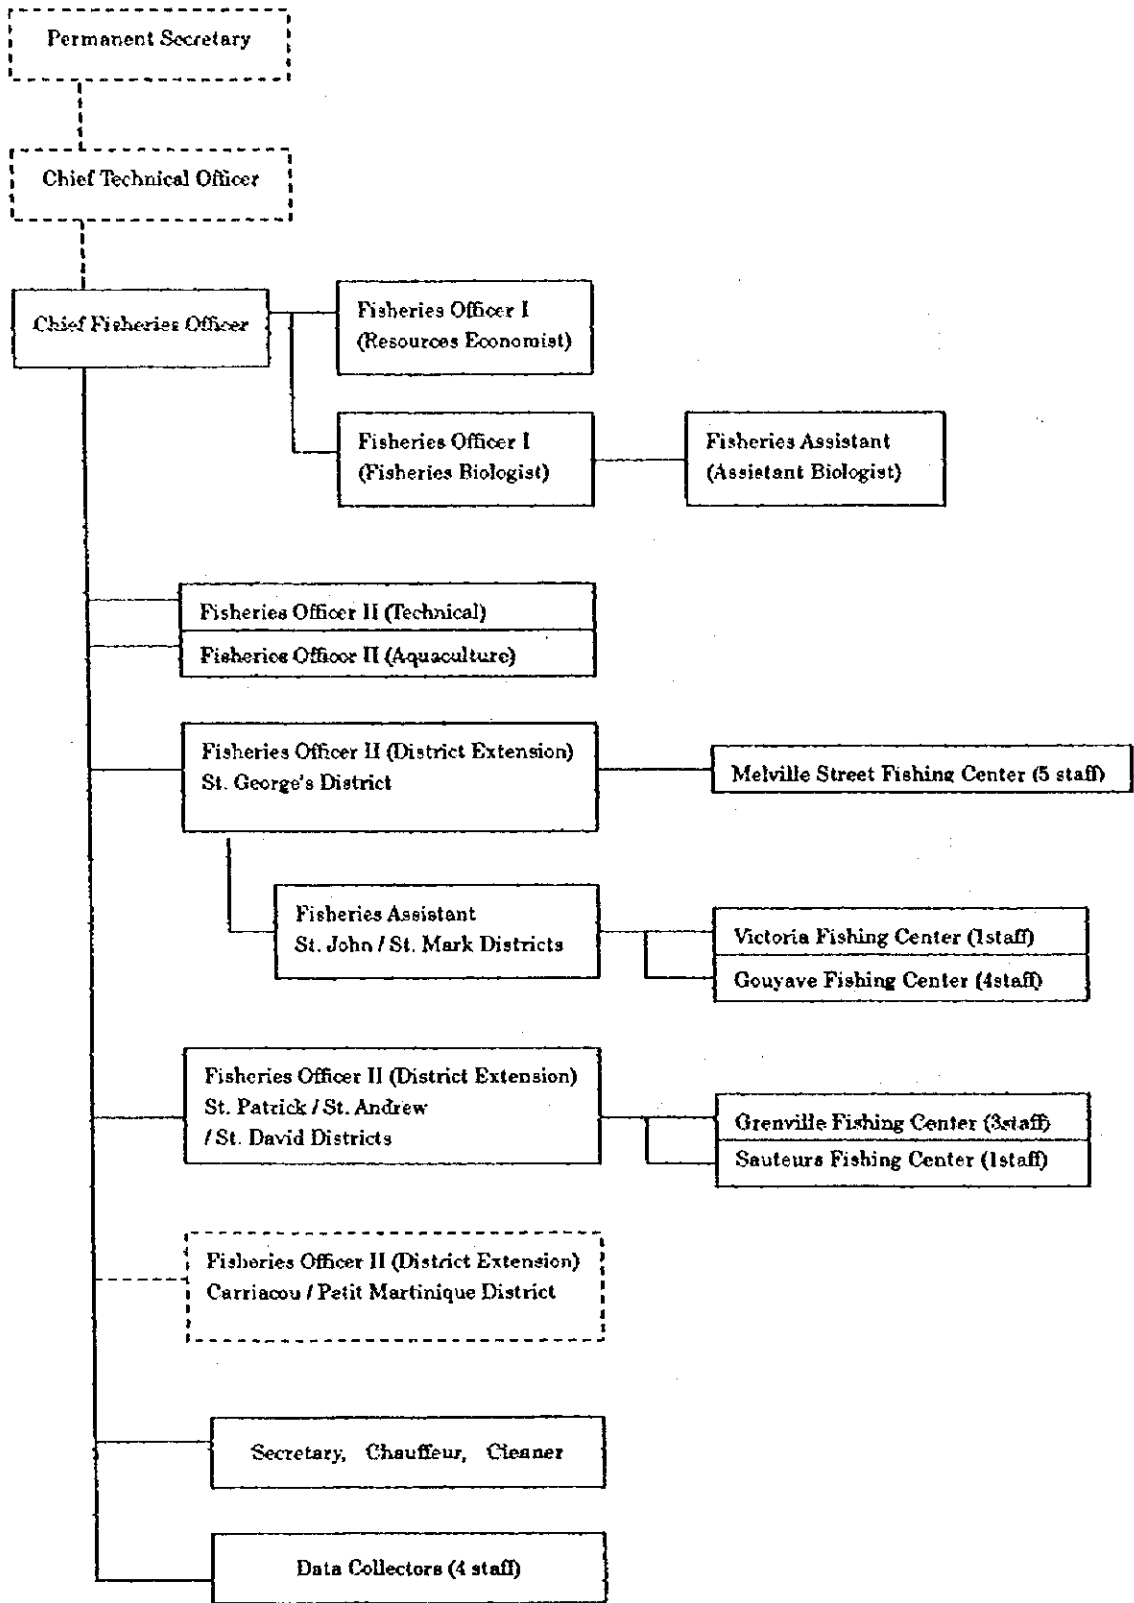 Permanent Secretary
Chief Technical Officer
Chief Fisheries Officer
Fisheries Officer I
(Resources Economist)
Fisheries Officer I
(Fisheries Biologist)
Fisheries Assistant
(Assistant Biologist)
Fisheries Officer II (Technical)
Fisheries Officer II (Aquaculture)
Fisheries Officer II (District Extension)
St. George's District
Melville Street Fishing Center (5 staff)
Fisheries Assistant
St. John / St. Mark Districts
Victoria Fishing Center (1staff)
Gouyave Fishing Center (4staff)
Fisheries Officer II (District Extension)
St. Patrick / St. Andrew
/ St. David Districts
Grenville Fishing Center (3staff)
Sauteurs Fishing Center (1staff)
Fisheries Officer II (District Extension)
Carriacou / Petit Martinique District
Secretary, Chauffeur, Cleaner
Data Collectors (4 staff)